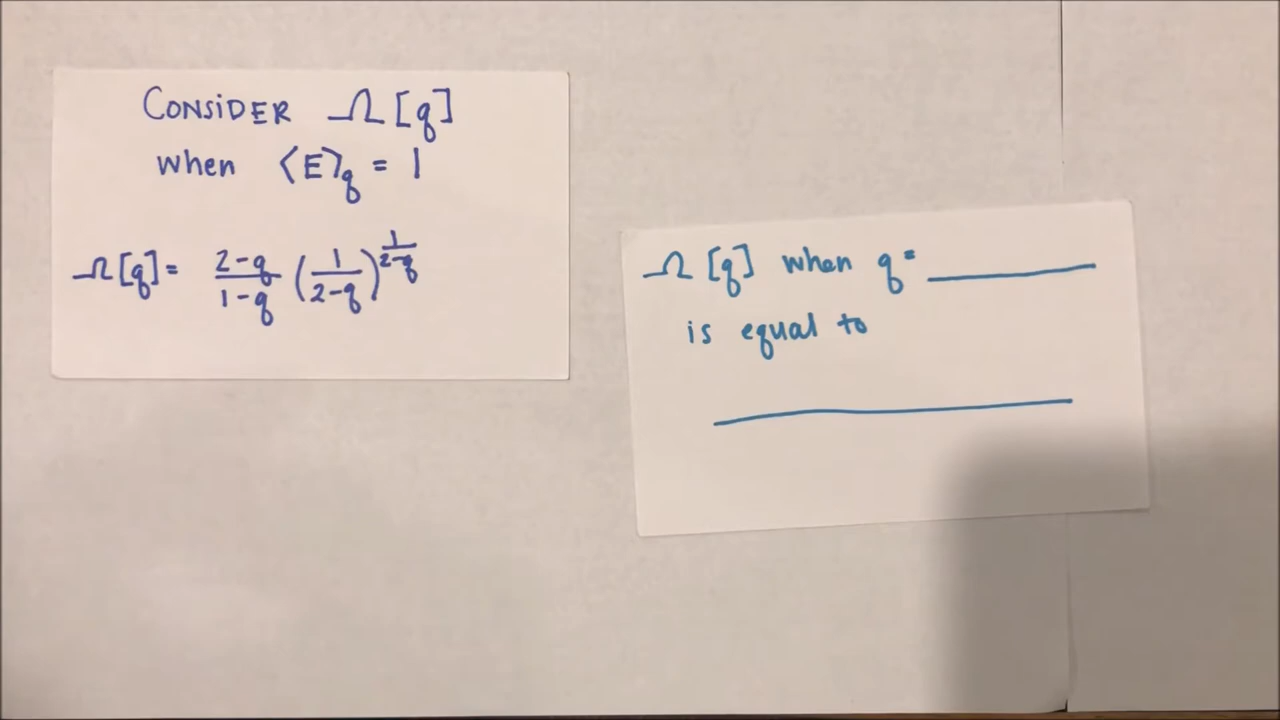 CONSIDER Ω[q]
when ⟨E⟩q = 1
Ω[q] = 2-q/1-q (1/2-q)^1/2-q
Ω[q] when q = ______
is equal to
______